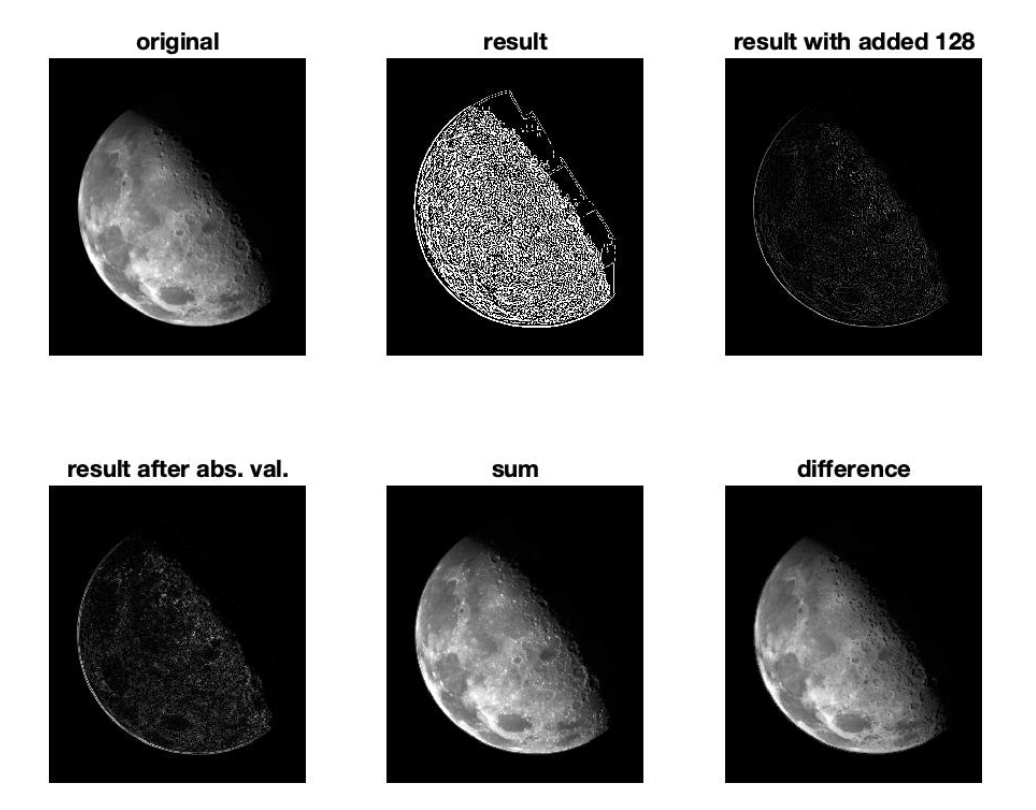 original
result
result with added 128
result after abs. val.
sum
difference